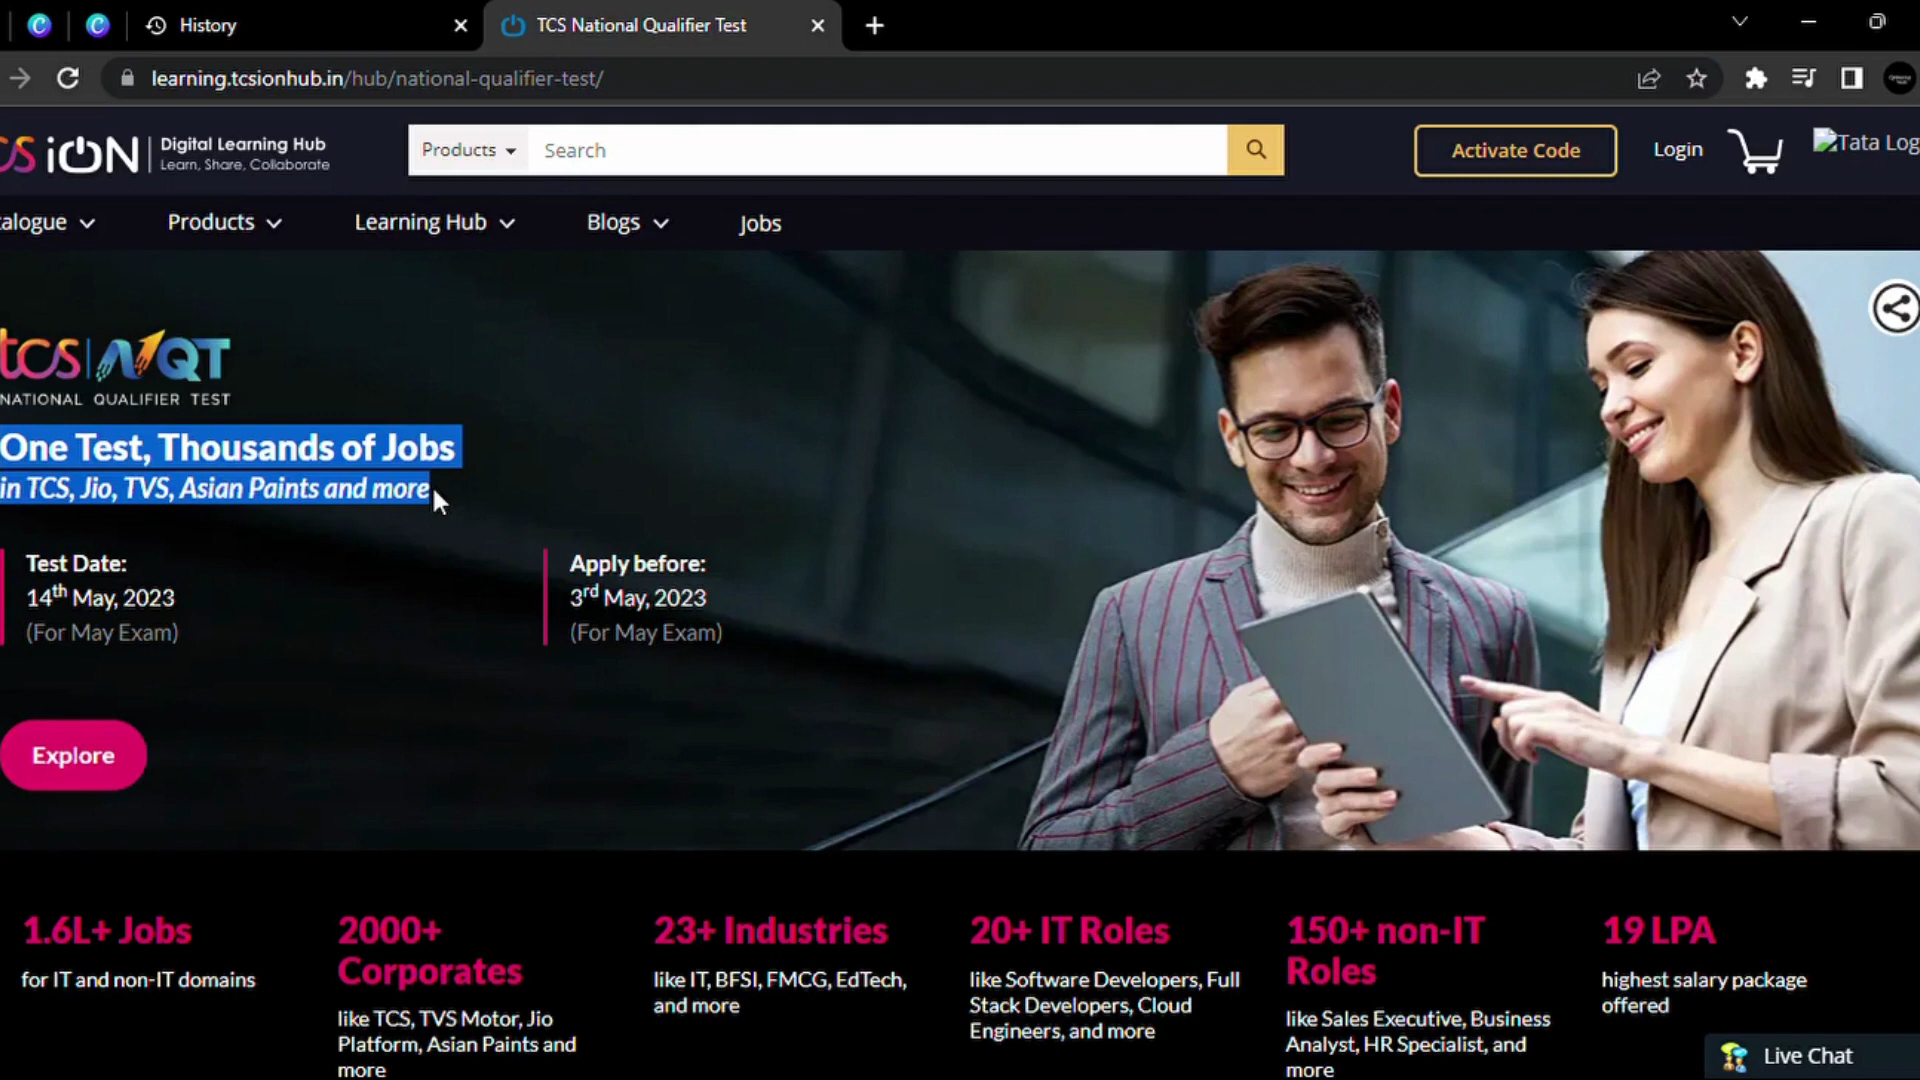 History
TCS National Qualifier Test
learning.tcsionhub.in/hub/national-qualifier-test/
iON
Digital Learning Hub
Learn, Share, Collaborate
Products
Search
Activate Code
Login
Tata Log
talogue
Products
Learning Hub
Blogs
Jobs
tcs NQT
NATIONAL QUALIFIER TEST
One Test, Thousands of Jobs
in TCS, Jio, TVS, Asian Paints and more
Test Date:
14th May, 2023
(For May Exam)
Apply before:
3rd May, 2023
(For May Exam)
Explore
1.6L+ Jobs
for IT and non-IT domains
2000+
Corporates
like TCS, TVS Motor, Jio
Platform, Asian Paints and
more
23+ Industries
like IT, BFSI, FMCG, EdTech,
and more
20+ IT Roles
like Software Developers, Full
Stack Developers, Cloud
Engineers, and more
150+ non-IT
Roles
like Sales Executive, Business
Analyst, HR Specialist, and
more
19 LPA
highest salary package
offered
Live Chat